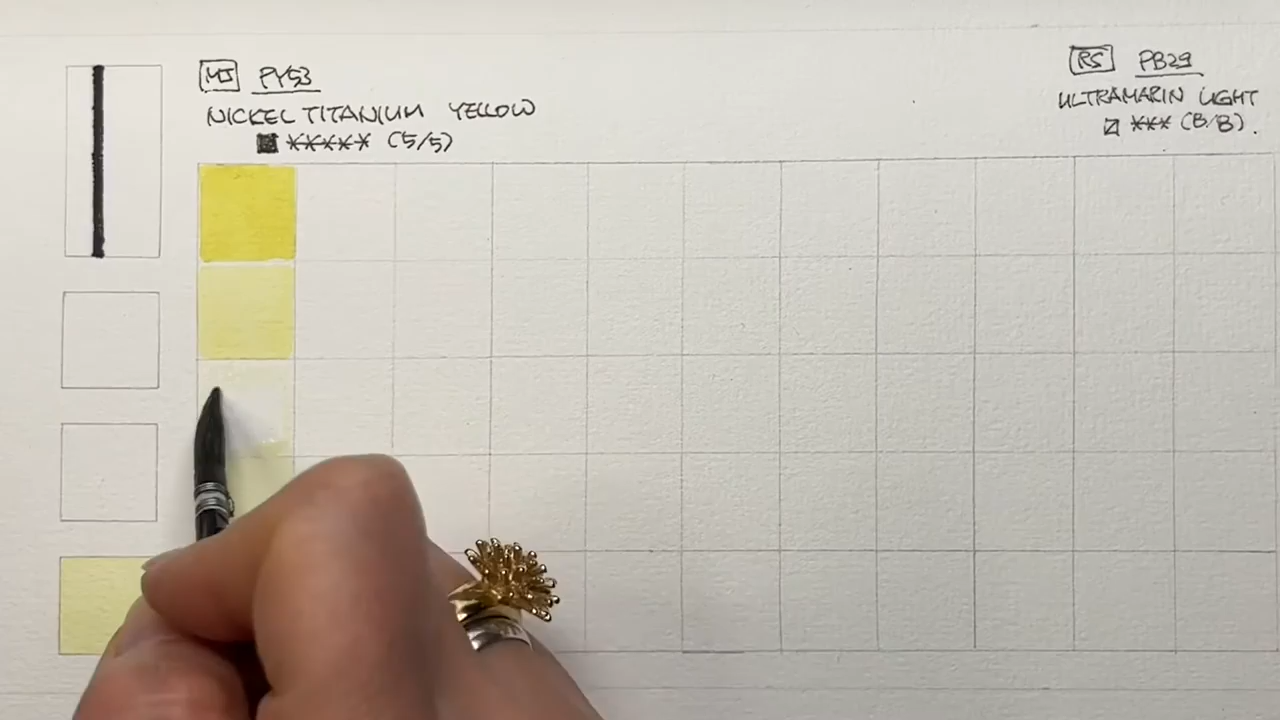 MJ PY53
NICKEL TITANIUM YELLOW
***** (5/5)
RS PB29
ULTRAMARIN LIGHT
*** (B/B).